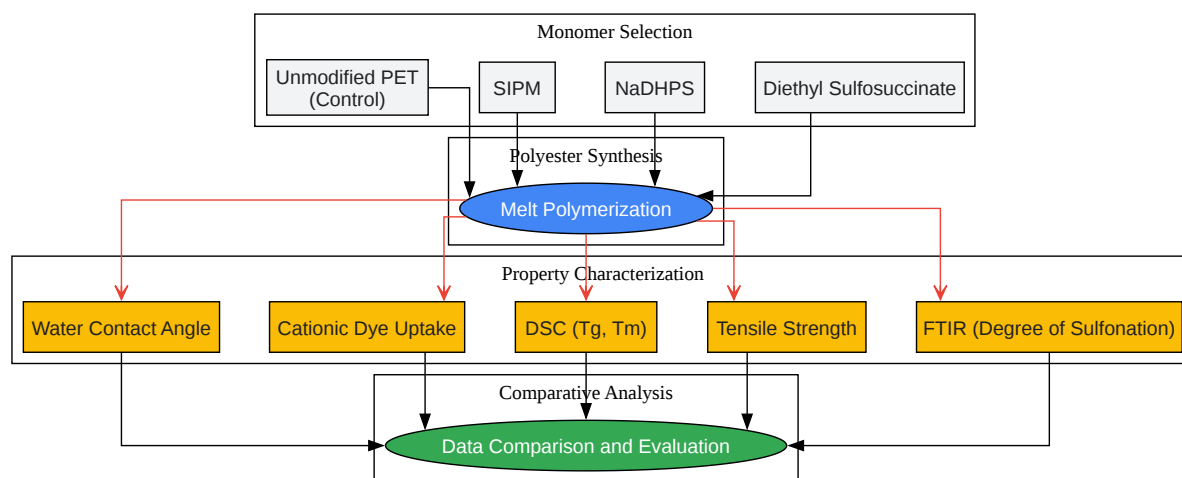 Monomer Selection
Unmodified PET
(Control)
SIPM
NaDHPS
Diethyl Sulfosuccinate
Polyester Synthesis
Melt Polymerization
Property Characterization
Water Contact Angle
Cationic Dye Uptake
DSC (Tg, Tm)
Tensile Strength
FTIR (Degree of Sulfonation)
Comparative Analysis
Data Comparison and Evaluation